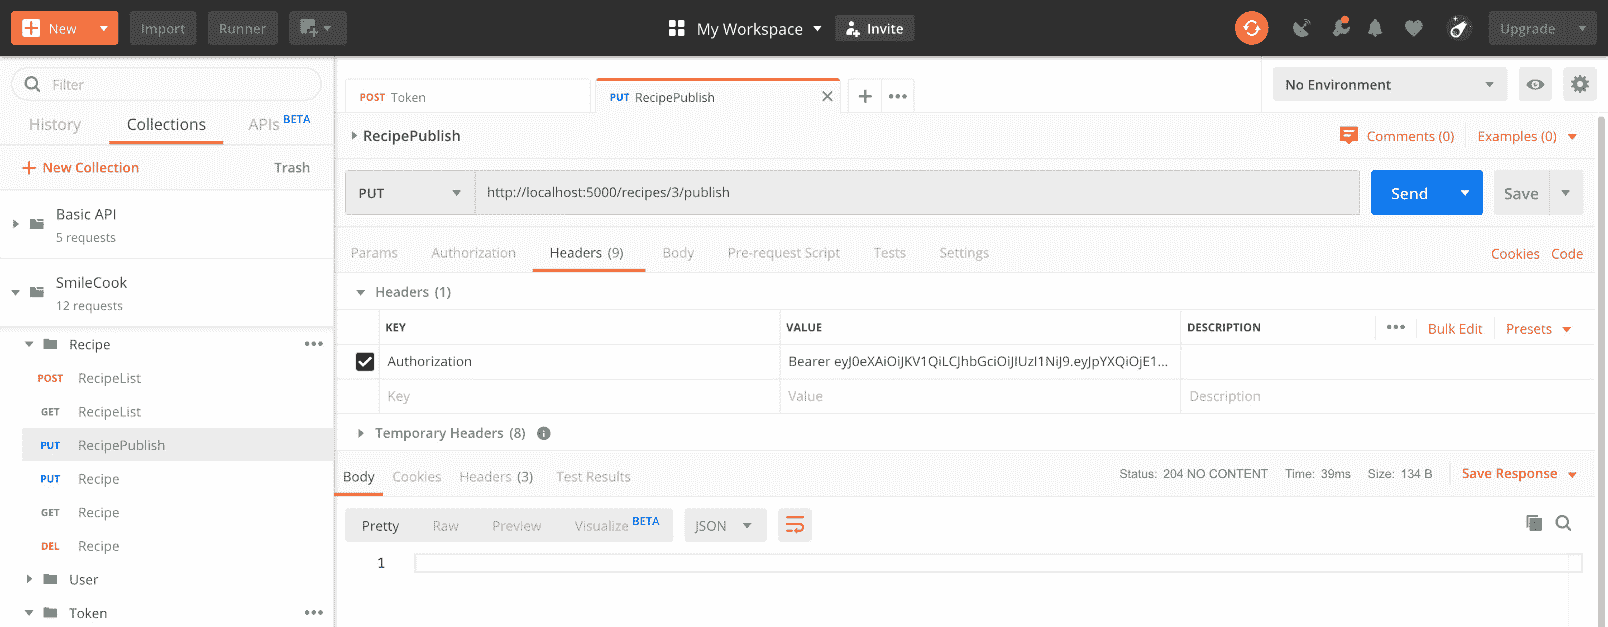 New Import Runner My Workspace Invite Upgrade
Filter
History Collections APIs BETA
New Collection Trash
Basic API
5 requests
SmileCook
12 requests
Recipe
POST RecipeList
GET RecipeList
PUT RecipePublish
PUT Recipe
GET Recipe
DEL Recipe
User
Token
POST Token PUT RecipePublish No Environment
RecipePublish Comments (0) Examples (0)
PUT http://localhost:5000/recipes/3/publish Send Save
Params Authorization Headers (9) Body Pre-request Script Tests Settings Cookies Code
Headers (1)
KEY VALUE DESCRIPTION Bulk Edit Presets
Authorization Bearer eyJ0eXAiOiJKV1QiLCJhbGciOiJIUzI1NiJ9.eyJpYXQiOjE1...
Key Value Description
Temporary Headers (8)
Body Cookies Headers (3) Test Results Status: 204 NO CONTENT Time: 39ms Size: 134 B Save Response
Pretty Raw Preview Visualize BETA JSON
1